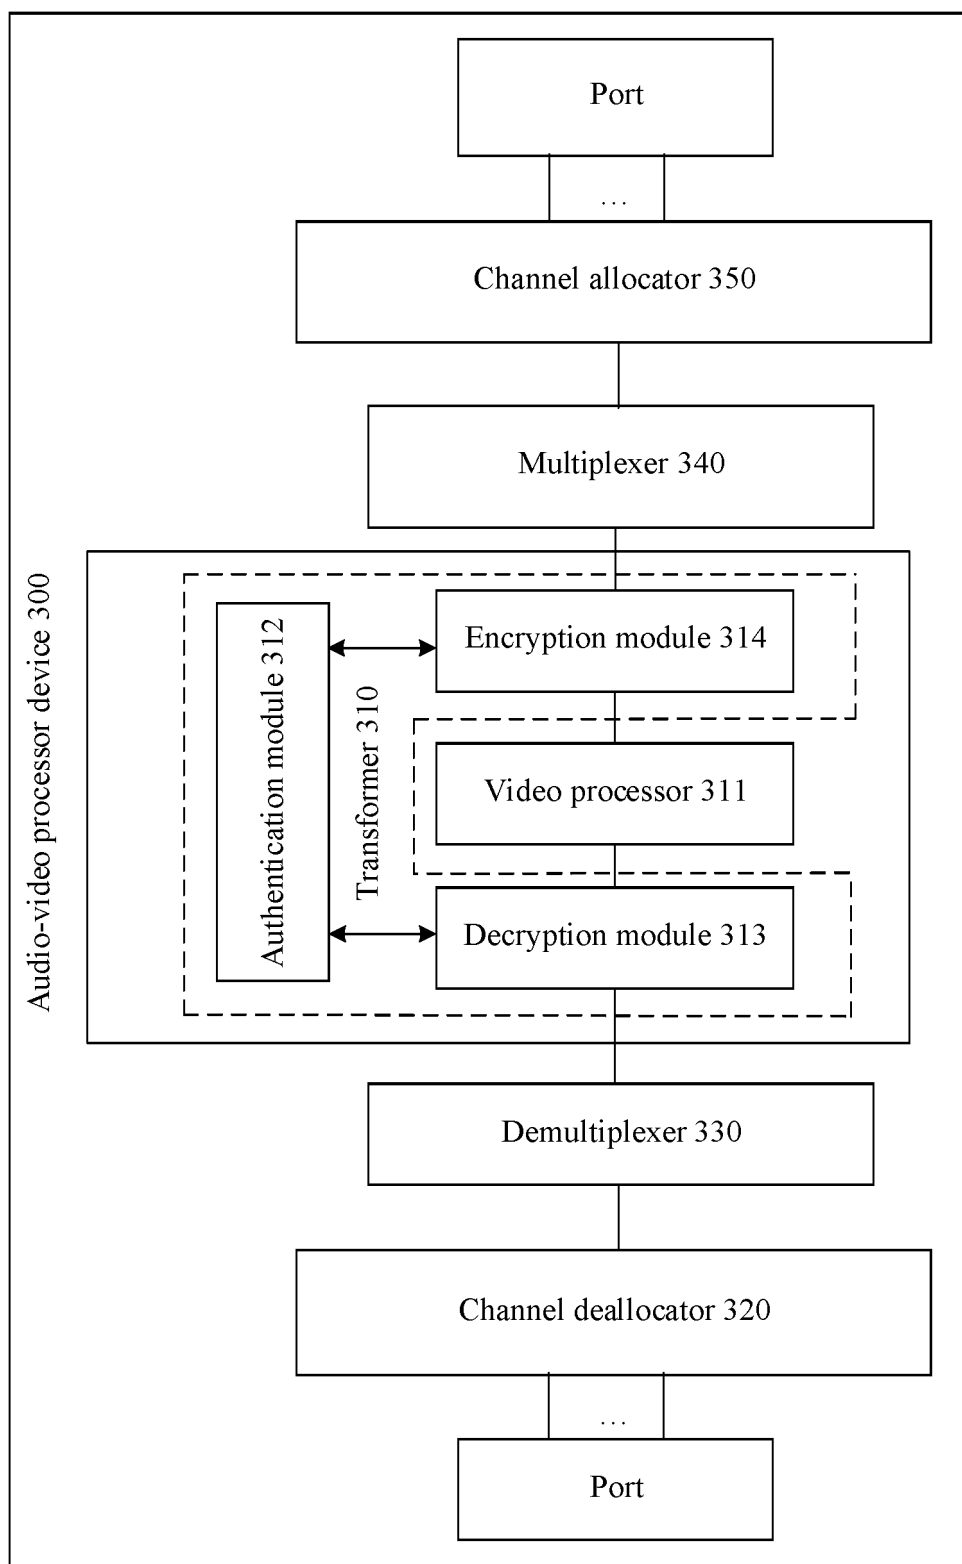 Port
...
Channel allocator 350
Multiplexer 340
Audio-video processor device 300
Authentication module 312
Transformer 310
Encryption module 314
Video processor 311
Decryption module 313
Demultiplexer 330
Channel deallocator 320
...
Port